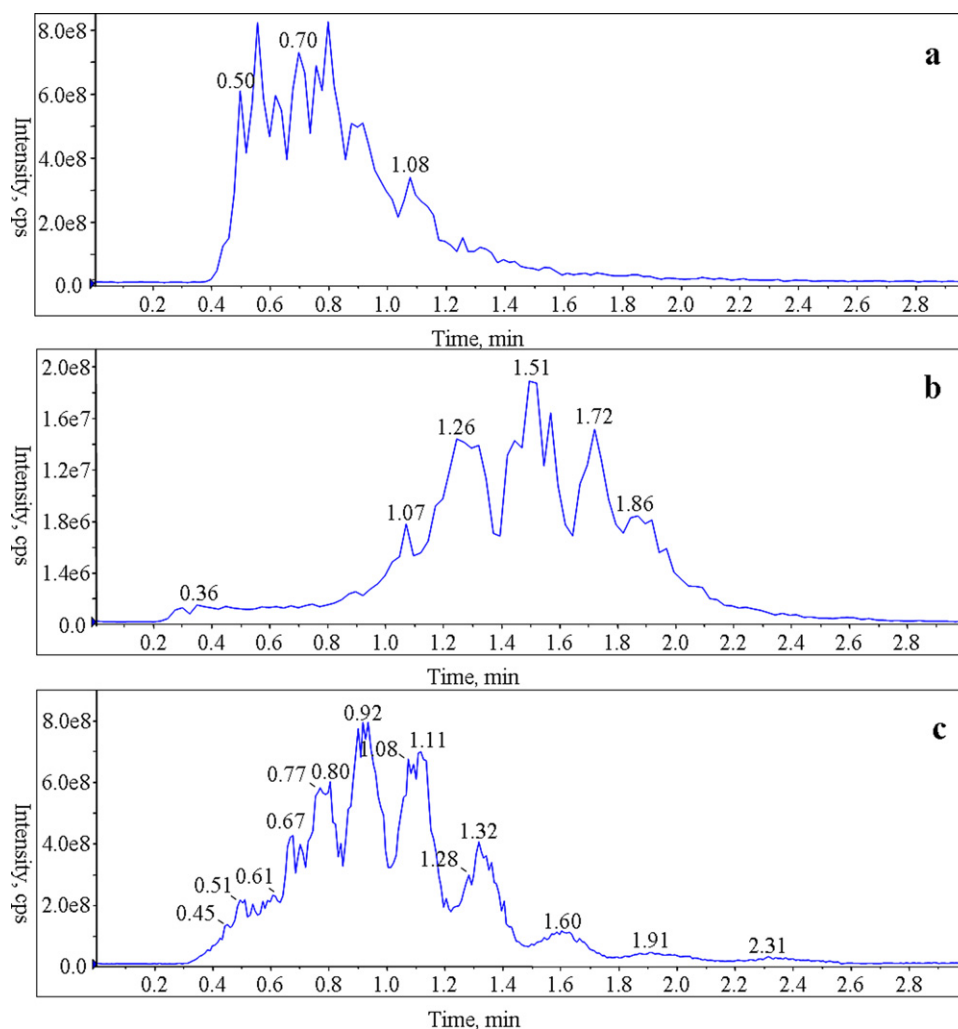 8.0e8
6.0e8
4.0e8
2.0e8
0.0
Intensity, cps
0.50
0.70
1.08
a
0.2 0.4 0.6 0.8 1.0 1.2 1.4 1.6 1.8 2.0 2.2 2.4 2.6 2.8
Time, min
2.0e8
1.6e7
1.2e7
1.8e6
1.4e6
0.0
Intensity, cps
0.36
1.07
1.26
1.51
1.72
1.86
b
0.2 0.4 0.6 0.8 1.0 1.2 1.4 1.6 1.8 2.0 2.2 2.4 2.6 2.8
Time, min
8.0e8
6.0e8
4.0e8
2.0e8
0.0
Intensity, cps
0.45
0.51
0.61
0.67
0.77
0.80
0.92
1.08
1.11
1.28
1.32
1.60
1.91
2.31
c
0.2 0.4 0.6 0.8 1.0 1.2 1.4 1.6 1.8 2.0 2.2 2.4 2.6 2.8
Time, min